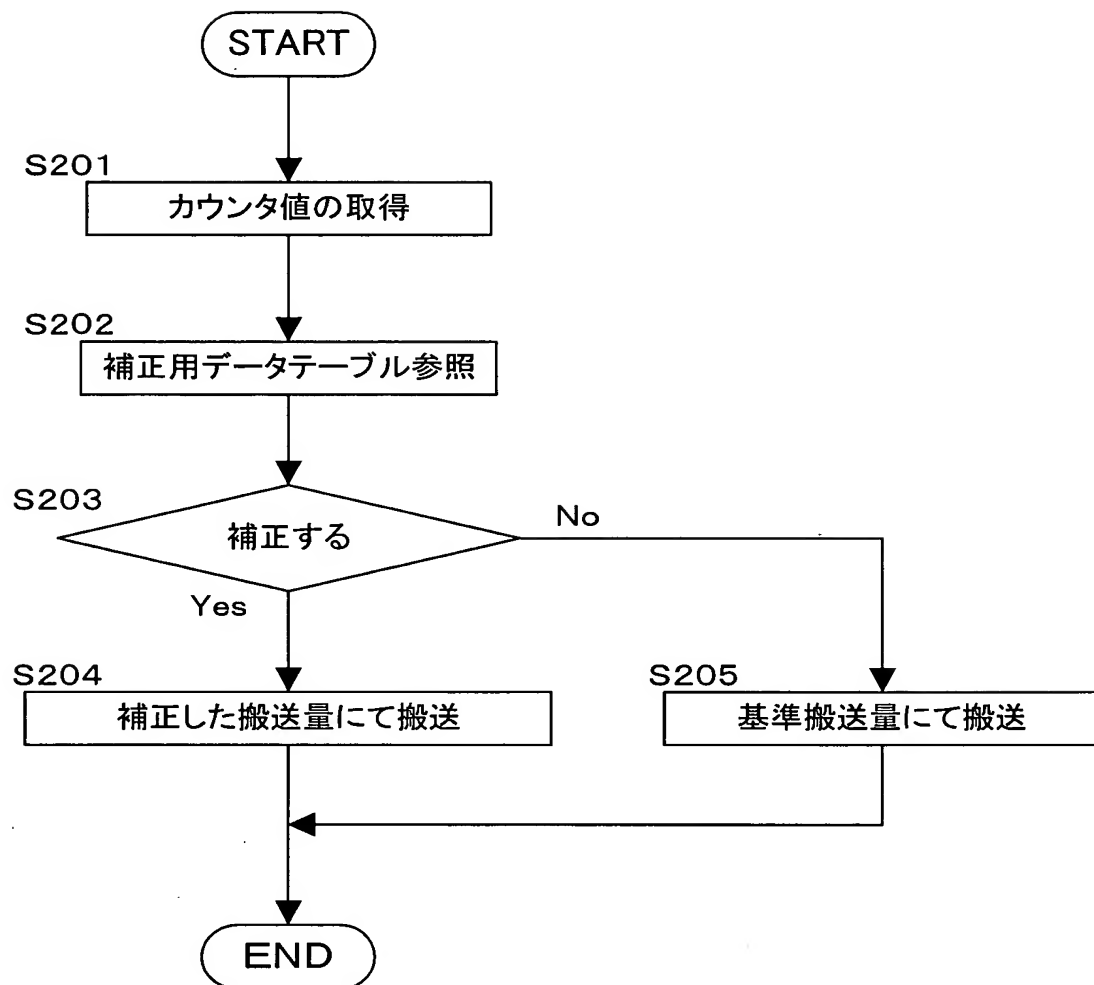 START
S201
カウンタ値の取得
S202
補正用データテーブル参照
S203
補正する
No
Yes
S204
補正した搬送量にて搬送
S205
基準搬送量にて搬送
END